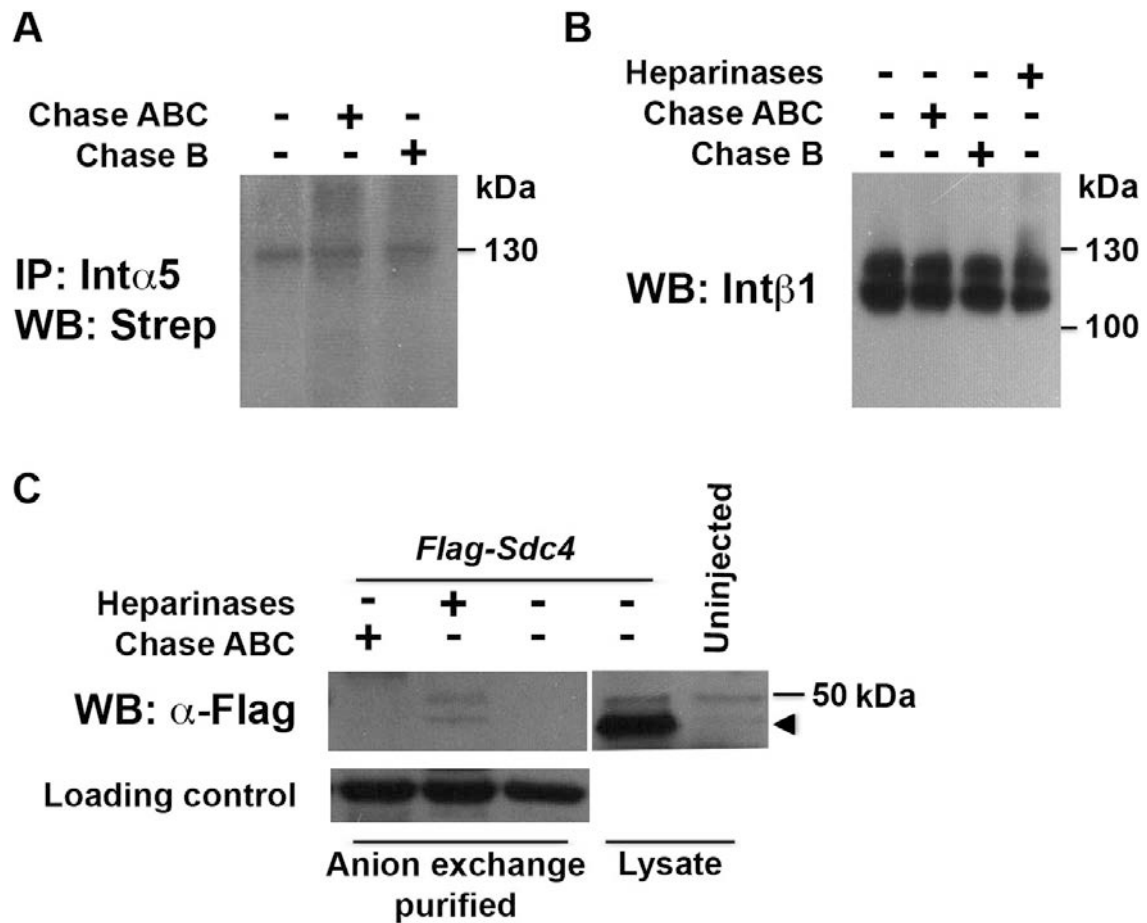 A
Chase ABC - + -
Chase B - - +
kDa
130
IP: Intα5
WB: Strep
B
Heparinases - - - +
Chase ABC - + - -
Chase B - - + -
kDa
130
WB: Intβ1
100
C
Flag-Sdc4
Uninjected
Heparinases - + - -
Chase ABC + - - -
WB: α-Flag
50 kDa
Loading control
Anion exchange
purified
Lysate